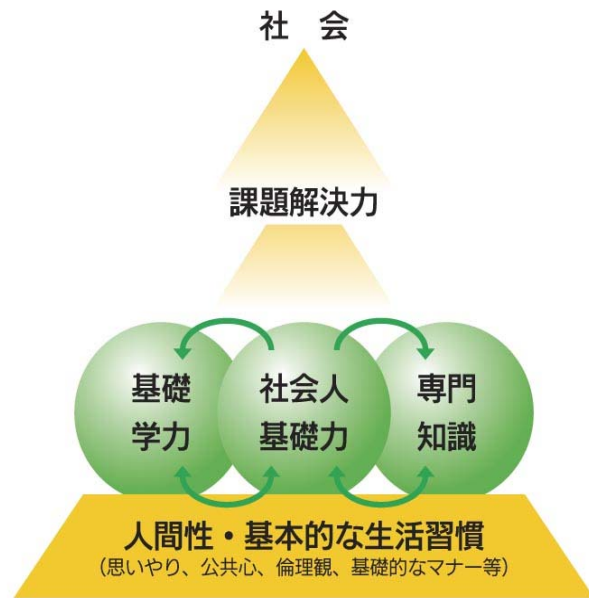 社 会
課題解決力
基礎
学力
社会人
基礎力
専門
知識
人間性・基本的な生活習慣
(思いやり、公共心、倫理観、基礎的なマナー等)